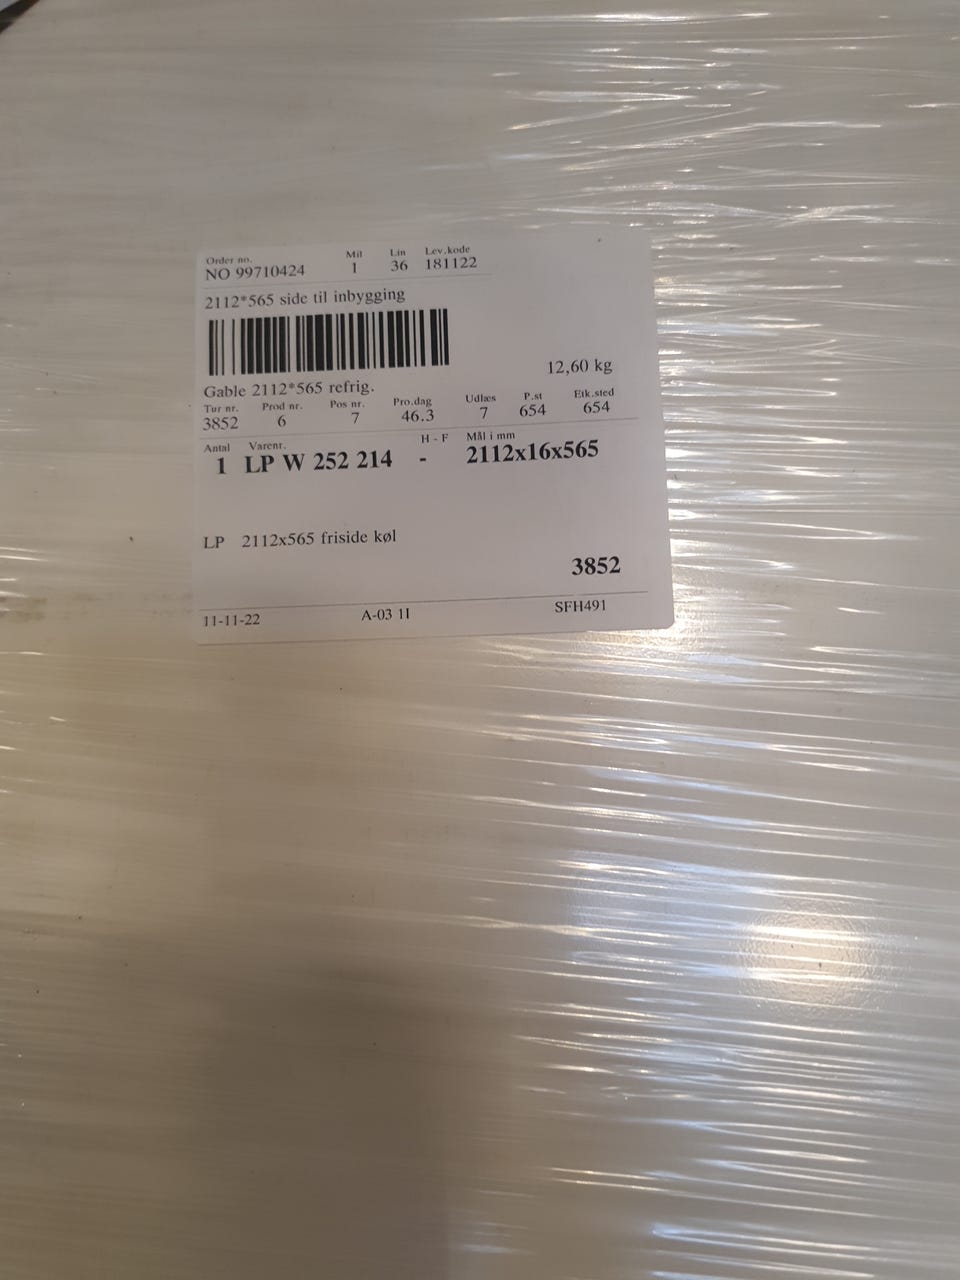 Order no. Mil Lin Lev.kode
NO 99710424 1 36 181122
2112*565 side til inbygging
12,60 kg
Gable 2112*565 refrig.
Tur nr. Prod nr. Pos nr. Pro.dag Udlæs P.st Etk.sted
3852 6 7 46.3 7 654 654
Antal Varenr. H - F Mål i mm
1 LP W 252 214 - 2112x16x565
LP 2112x565 friside køl
3852
11-11-22 A-03 1I SFH491